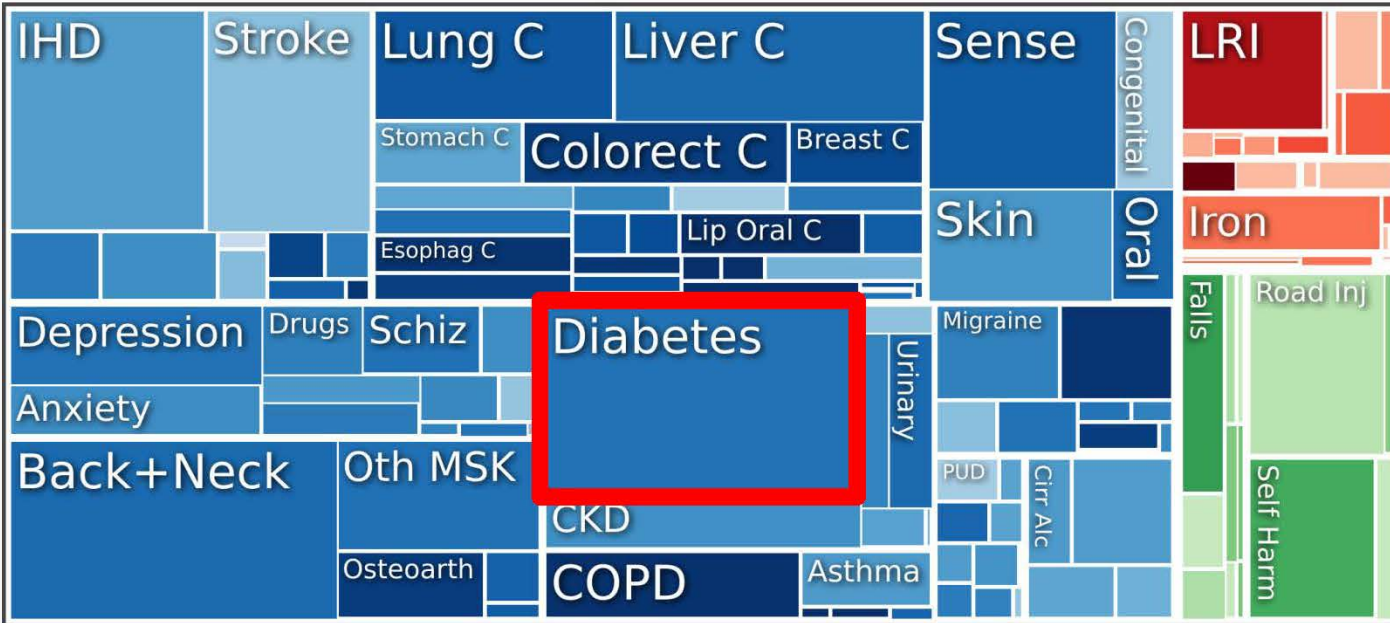 IHD
Stroke
Lung C
Liver C
Sense
Congenital
LRI
Stomach C
Colorect C
Breast C
Skin
Oral
Iron
Lip Oral C
Esophag C
Depression
Drugs
Schiz
Diabetes
Urinary
Migraine
Falls
Road Inj
Anxiety
Back+Neck
Oth MSK
CKD
PUD
Cirr Alc
Self Harm
Osteoarth
COPD
Asthma